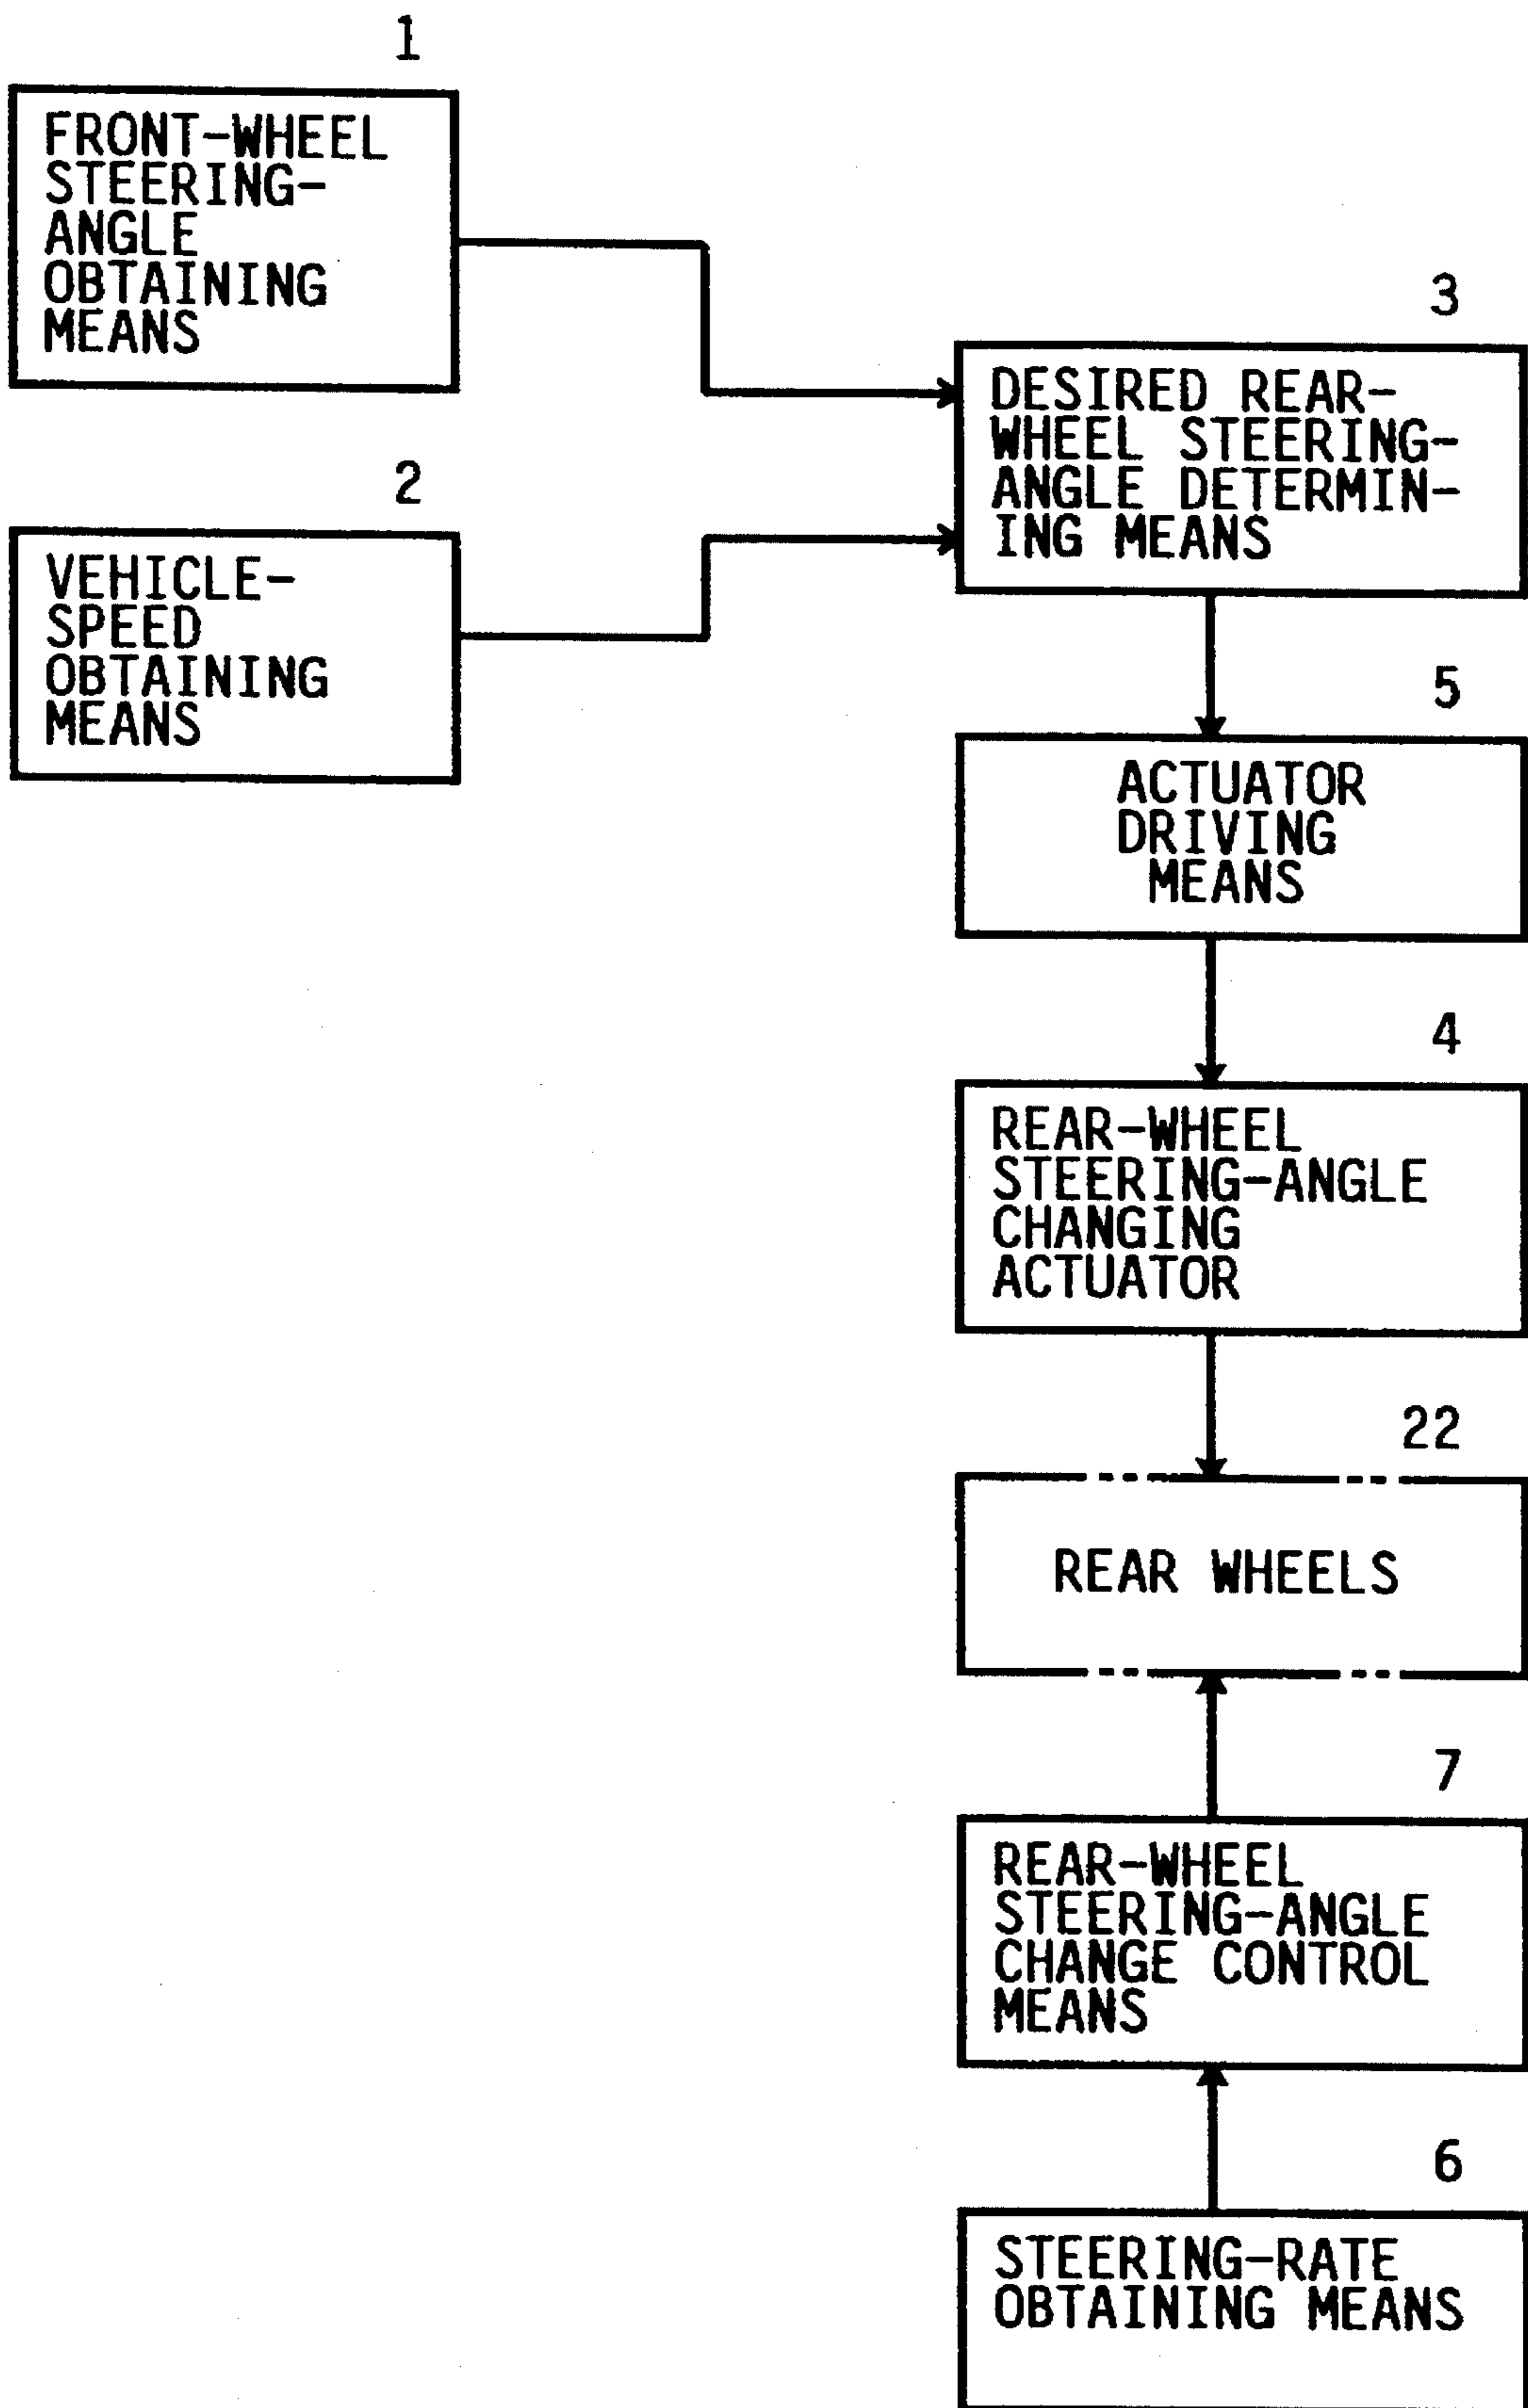 1
FRONT-WHEEL
STEERING-
ANGLE
OBTAINING
MEANS
2
VEHICLE-
SPEED
OBTAINING
MEANS
3
DESIRED REAR-
WHEEL STEERING-
ANGLE DETERMIN-
ING MEANS
5
ACTUATOR
DRIVING
MEANS
4
REAR-WHEEL
STEERING-ANGLE
CHANGING
ACTUATOR
22
REAR WHEELS
7
REAR-WHEEL
STEERING-ANGLE
CHANGE CONTROL
MEANS
6
STEERING-RATE
OBTAINING MEANS